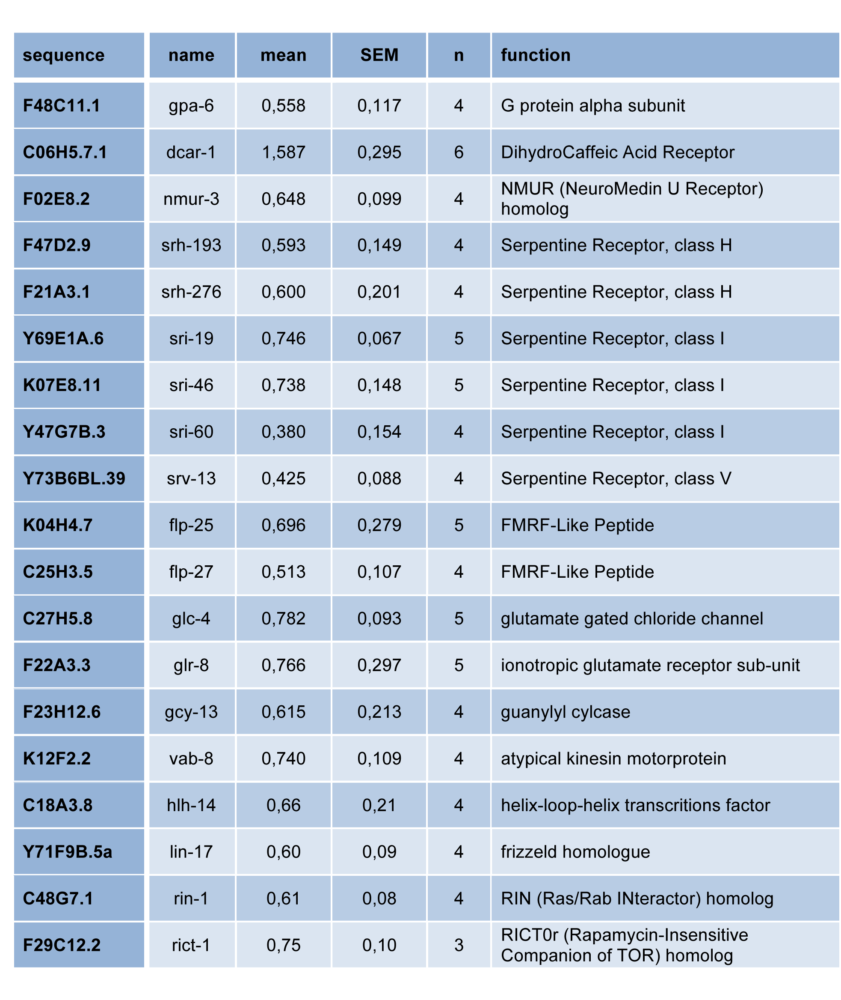 sequence name mean SEM n function
F48C11.1 gpa-6 0,558 0,117 4 G protein alpha subunit
C06H5.7.1 dcar-1 1,587 0,295 6 DihydroCaffeic Acid Receptor
F02E8.2 nmur-3 0,648 0,099 4 NMUR (NeuroMedin U Receptor)
homolog
F47D2.9 srh-193 0,593 0,149 4 Serpentine Receptor, class H
F21A3.1 srh-276 0,600 0,201 4 Serpentine Receptor, class H
Y69E1A.6 sri-19 0,746 0,067 5 Serpentine Receptor, class I
K07E8.11 sri-46 0,738 0,148 5 Serpentine Receptor, class I
Y47G7B.3 sri-60 0,380 0,154 4 Serpentine Receptor, class I
Y73B6BL.39 srv-13 0,425 0,088 4 Serpentine Receptor, class V
K04H4.7 flp-25 0,696 0,279 5 FMRF-Like Peptide
C25H3.5 flp-27 0,513 0,107 4 FMRF-Like Peptide
C27H5.8 glc-4 0,782 0,093 5 glutamate gated chloride channel
F22A3.3 glr-8 0,766 0,297 5 ionotropic glutamate receptor sub-unit
F23H12.6 gcy-13 0,615 0,213 4 guanylyl cylcase
K12F2.2 vab-8 0,740 0,109 4 atypical kinesin motorprotein
C18A3.8 hlh-14 0,66 0,21 4 helix-loop-helix transcritions factor
Y71F9B.5a lin-17 0,60 0,09 4 frizzeld homologue
C48G7.1 rin-1 0,61 0,08 4 RIN (Ras/Rab INteractor) homolog
F29C12.2 rict-1 0,75 0,10 3 RICT0r (Rapamycin-Insensitive
Companion of TOR) homolog